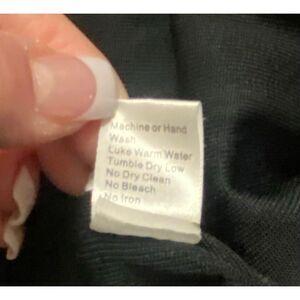 Machine or Hand
Wash
Luke Warm Water
Tumble Dry Low
No Dry Clean
No Bleach
No Iron